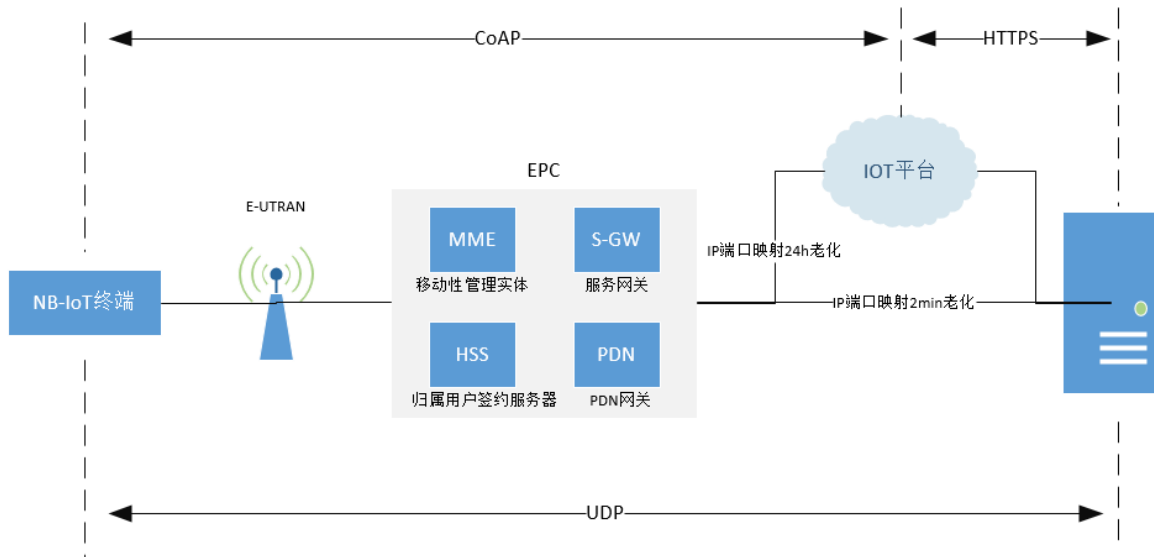 CoAP
HTTPS
IOT平台
EPC
E-UTRAN
MME
S-GW
移动性管理实体
服务网关
IP端口映射24h老化
NB-IoT终端
IP端口映射2min老化
HSS
PDN
归属用户签约服务器
PDN网关
UDP